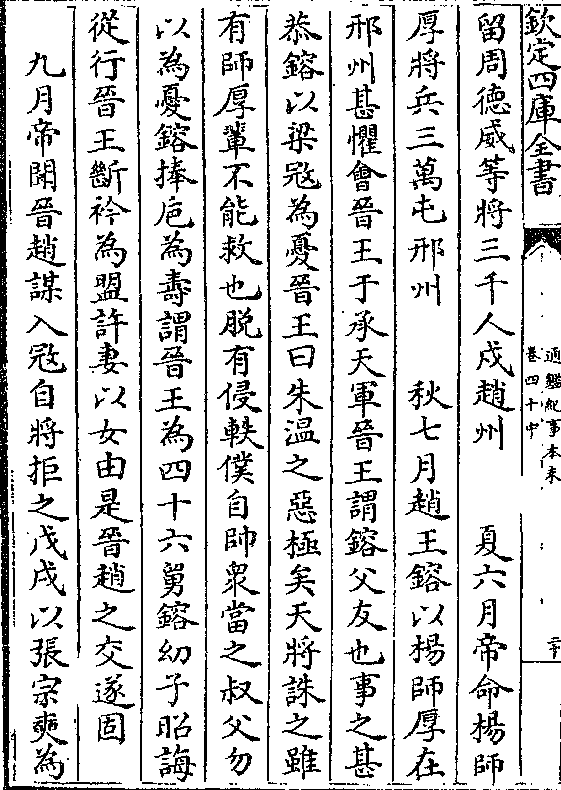 欽定四庫全書
通鑑紀事本末
卷四十中
二十
留周德威等將三千人戍趙州　夏六月帝命楊師
厚將兵三萬屯邢州　秋七月趙王鎔以楊師厚在
邢州甚懼會晉王于承天軍晉王謂鎔父友也事之甚
恭鎔以梁宼為憂晉王曰朱溫之惡極矣天將誅之雖
有師厚輩不能救也脱有侵軼僕自帥衆當之叔父勿
以為憂鎔捧巵為壽謂晉王為四十六舅鎔幼子昭誨
從行晉王斷衿為盟許妻以女由是晉趙之交遂固
九月帝聞晉趙謀入宼自將拒之戊戌以張宗奭為